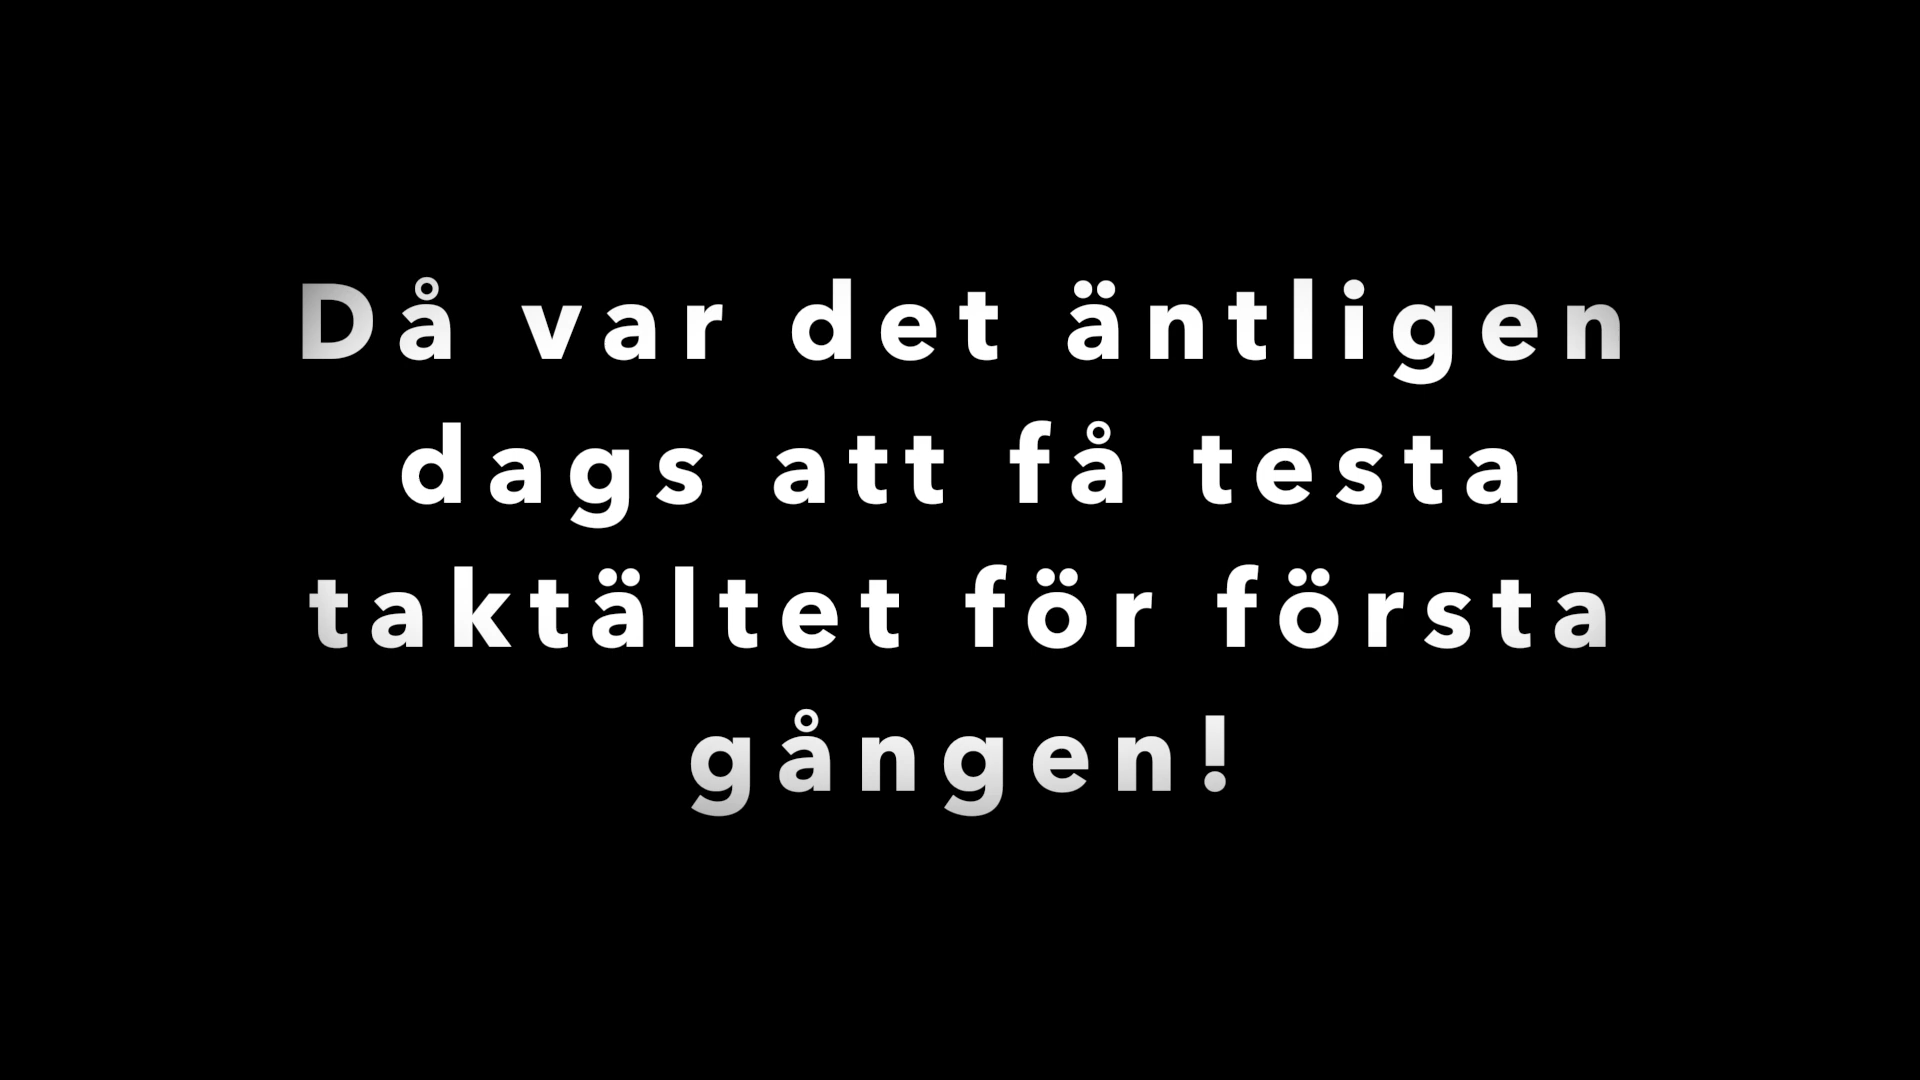 Då var det äntligen
dags att få testa
taktältet för första
gången!